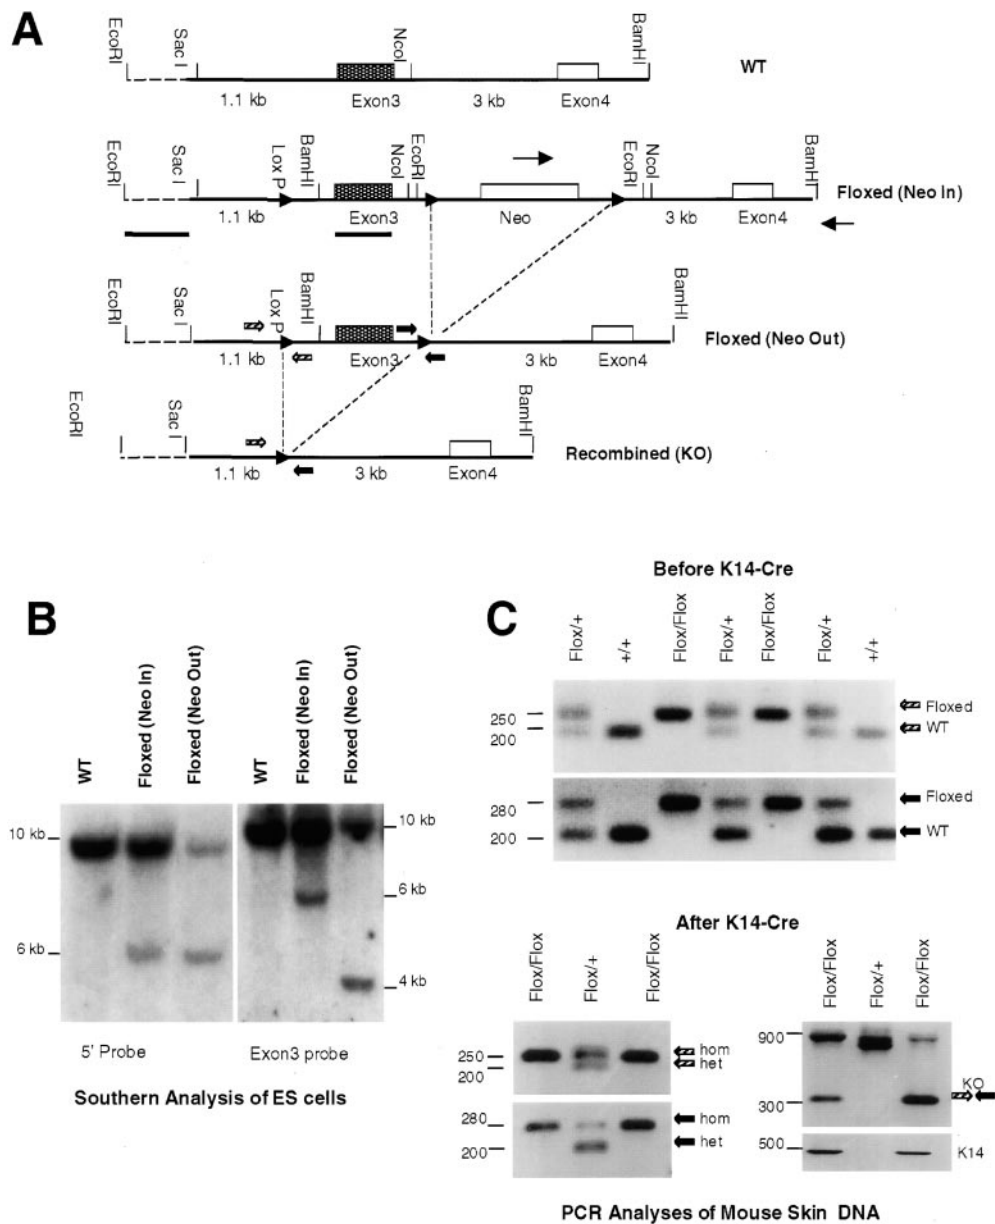 A
EcoRI
Sac I
NcoI
BamHI
WT
1.1 kb
Exon3
3 kb
Exon4
EcoRI
Sac I
Lox P
BamHI
NcoI
EcoRI
EcoRI
NcoI
BamHI
Floxed (Neo In)
1.1 kb
Exon3
Neo
3 kb
Exon4
EcoRI
Sac I
Lox P
BamHI
BamHI
Floxed (Neo Out)
1.1 kb
Exon3
3 kb
Exon4
EcoRI
Sac I
BamHI
Recombined (KO)
1.1 kb
3 kb
Exon4
B
WT
Floxed (Neo In)
Floxed (Neo Out)
WT
Floxed (Neo In)
Floxed (Neo Out)
10 kb
6 kb
10 kb
6 kb
4 kb
5' Probe
Exon3 probe
Southern Analysis of ES cells
C
Before K14-Cre
Flox/+
+/+
Flox/Flox
Flox/+
Flox/Flox
Flox/+
+/+
250
200
Floxed
WT
280
200
Floxed
WT
After K14-Cre
Flox/Flox
Flox/+
Flox/Flox
Flox/Flox
Flox/+
Flox/Flox
250
200
hom
het
280
200
hom
het
900
300
KO
500
K14
PCR Analyses of Mouse Skin DNA